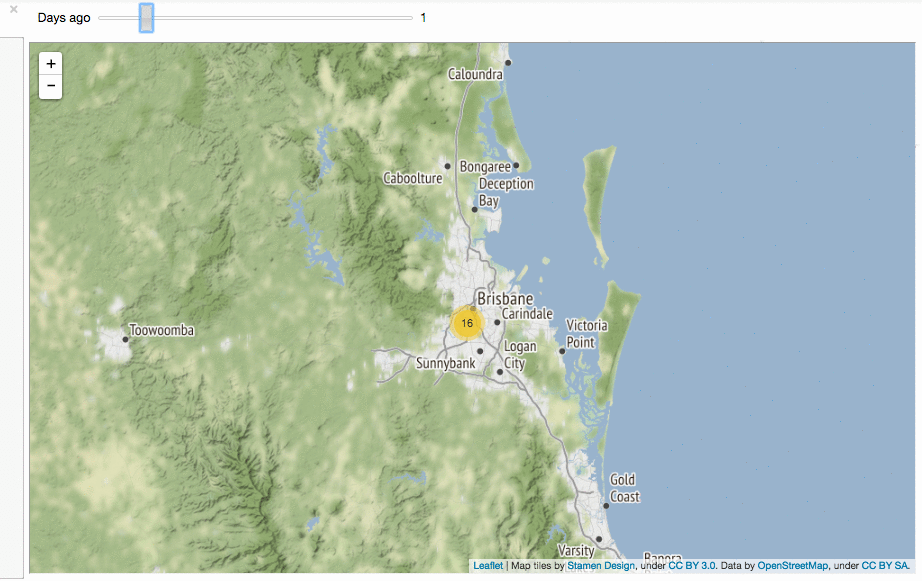 ×
Days ago 1
+
−
Caloundra
Caboolture
Bongaree
Deception
Bay
Brisbane
16
Carindale
Toowoomba
Victoria
Point
Logan
City
Sunnybank
Gold
Coast
Varsity
Banora
Leaflet | Map tiles by Stamen Design, under CC BY 3.0. Data by OpenStreetMap, under CC BY SA.